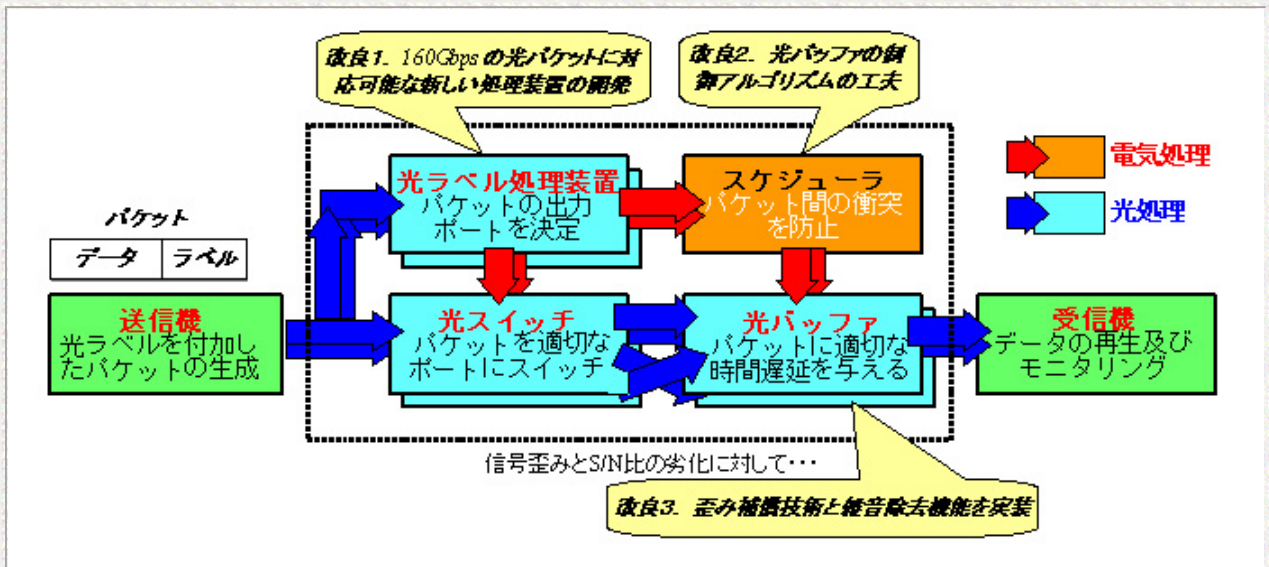 改良1. 160Gbpsの光パケットに対
応可能な新しい処理装置の開発
改良2. 光バッファの制
御アルゴリズムの工夫
電気処理
光処理
光ラベル処理装置
パケットの出力
ポートを決定
スケジューラ
パケット間の衝突
を防止
パケット
データ
ラベル
送信機
光ラベルを付加し
たパケットの生成
光スイッチ
パケットを適切な
ポートにスイッチ
光バッファ
パケットに適切な
時間遅延を与える
受信機
データの再生及び
モニタリング
信号歪みとS/N比の劣化に対して・・・
改良3. 歪み補償技術と雑音除去機能を実装